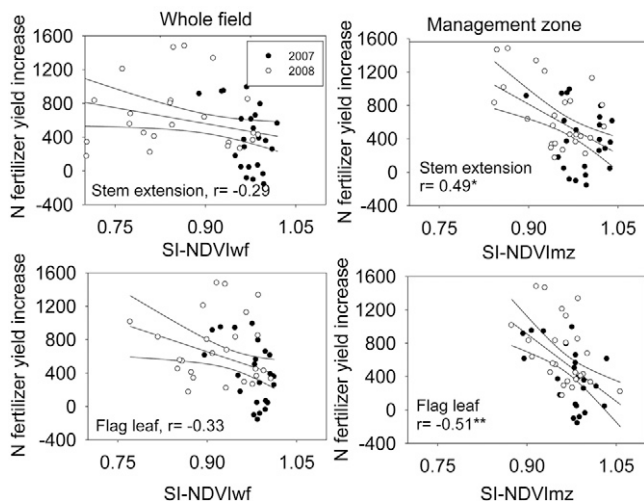 Whole field
Management zone
N fertilizer yield increase
1600
1200
800
400
0
-400
2007
2008
Stem extension, r= -0.29
0.75
0.90
1.05
SI-NDVIwf
N fertilizer yield increase
1600
1200
800
400
0
-400
Stem extension
r= 0.49*
0.75
0.90
1.05
SI-NDVImz
N fertilizer yield increase
1600
1200
800
400
0
-400
Flag leaf, r= -0.33
0.75
0.90
1.05
SI-NDVIwf
N fertilizer yield increase
1600
1200
800
400
0
-400
Flag leaf
r= -0.51**
0.75
0.90
1.05
SI-NDVImz